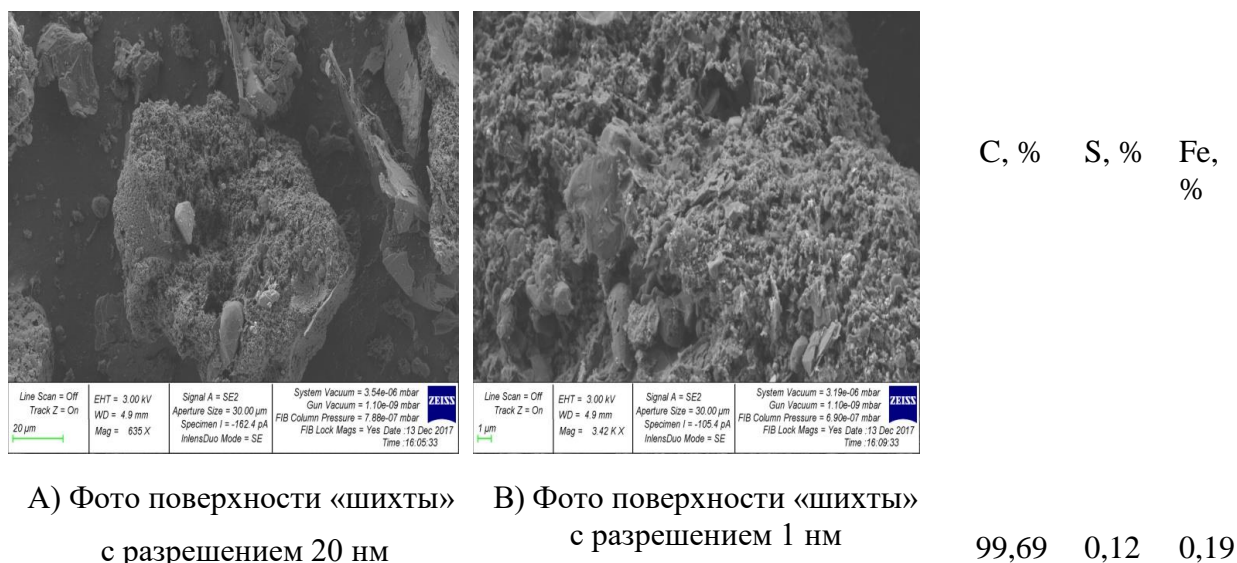 C, % S, % Fe, %
Line Scan = Off
Track Z = On
20 µm
EHT = 3.00 kV
WD = 4.9 mm
Mag = 635 X
Signal A = SE2
Aperture Size = 30.00 µm
Specimen I = -162.4 pA
InlensDuo Mode = SE
System Vacuum = 3.54e-06 mbar
Gun Vacuum = 1.10e-09 mbar
FIB Column Pressure = 7.88e-07 mbar
FIB Lock Mags = Yes Date :13 Dec 2017
Time :16:05:33
ZEISS
Line Scan = Off
Track Z = On
1 µm
EHT = 3.00 kV
WD = 4.9 mm
Mag = 3.42 K X
Signal A = SE2
Aperture Size = 30.00 µm
Specimen I = -105.4 pA
InlensDuo Mode = SE
System Vacuum = 3.19e-06 mbar
Gun Vacuum = 1.10e-09 mbar
FIB Column Pressure = 6.90e-07 mbar
FIB Lock Mags = Yes Date :13 Dec 2017
Time :16:09:33
ZEISS
А) Фото поверхности «шихты»
с разрешением 20 нм
В) Фото поверхности «шихты»
с разрешением 1 нм
99,69 0,12 0,19